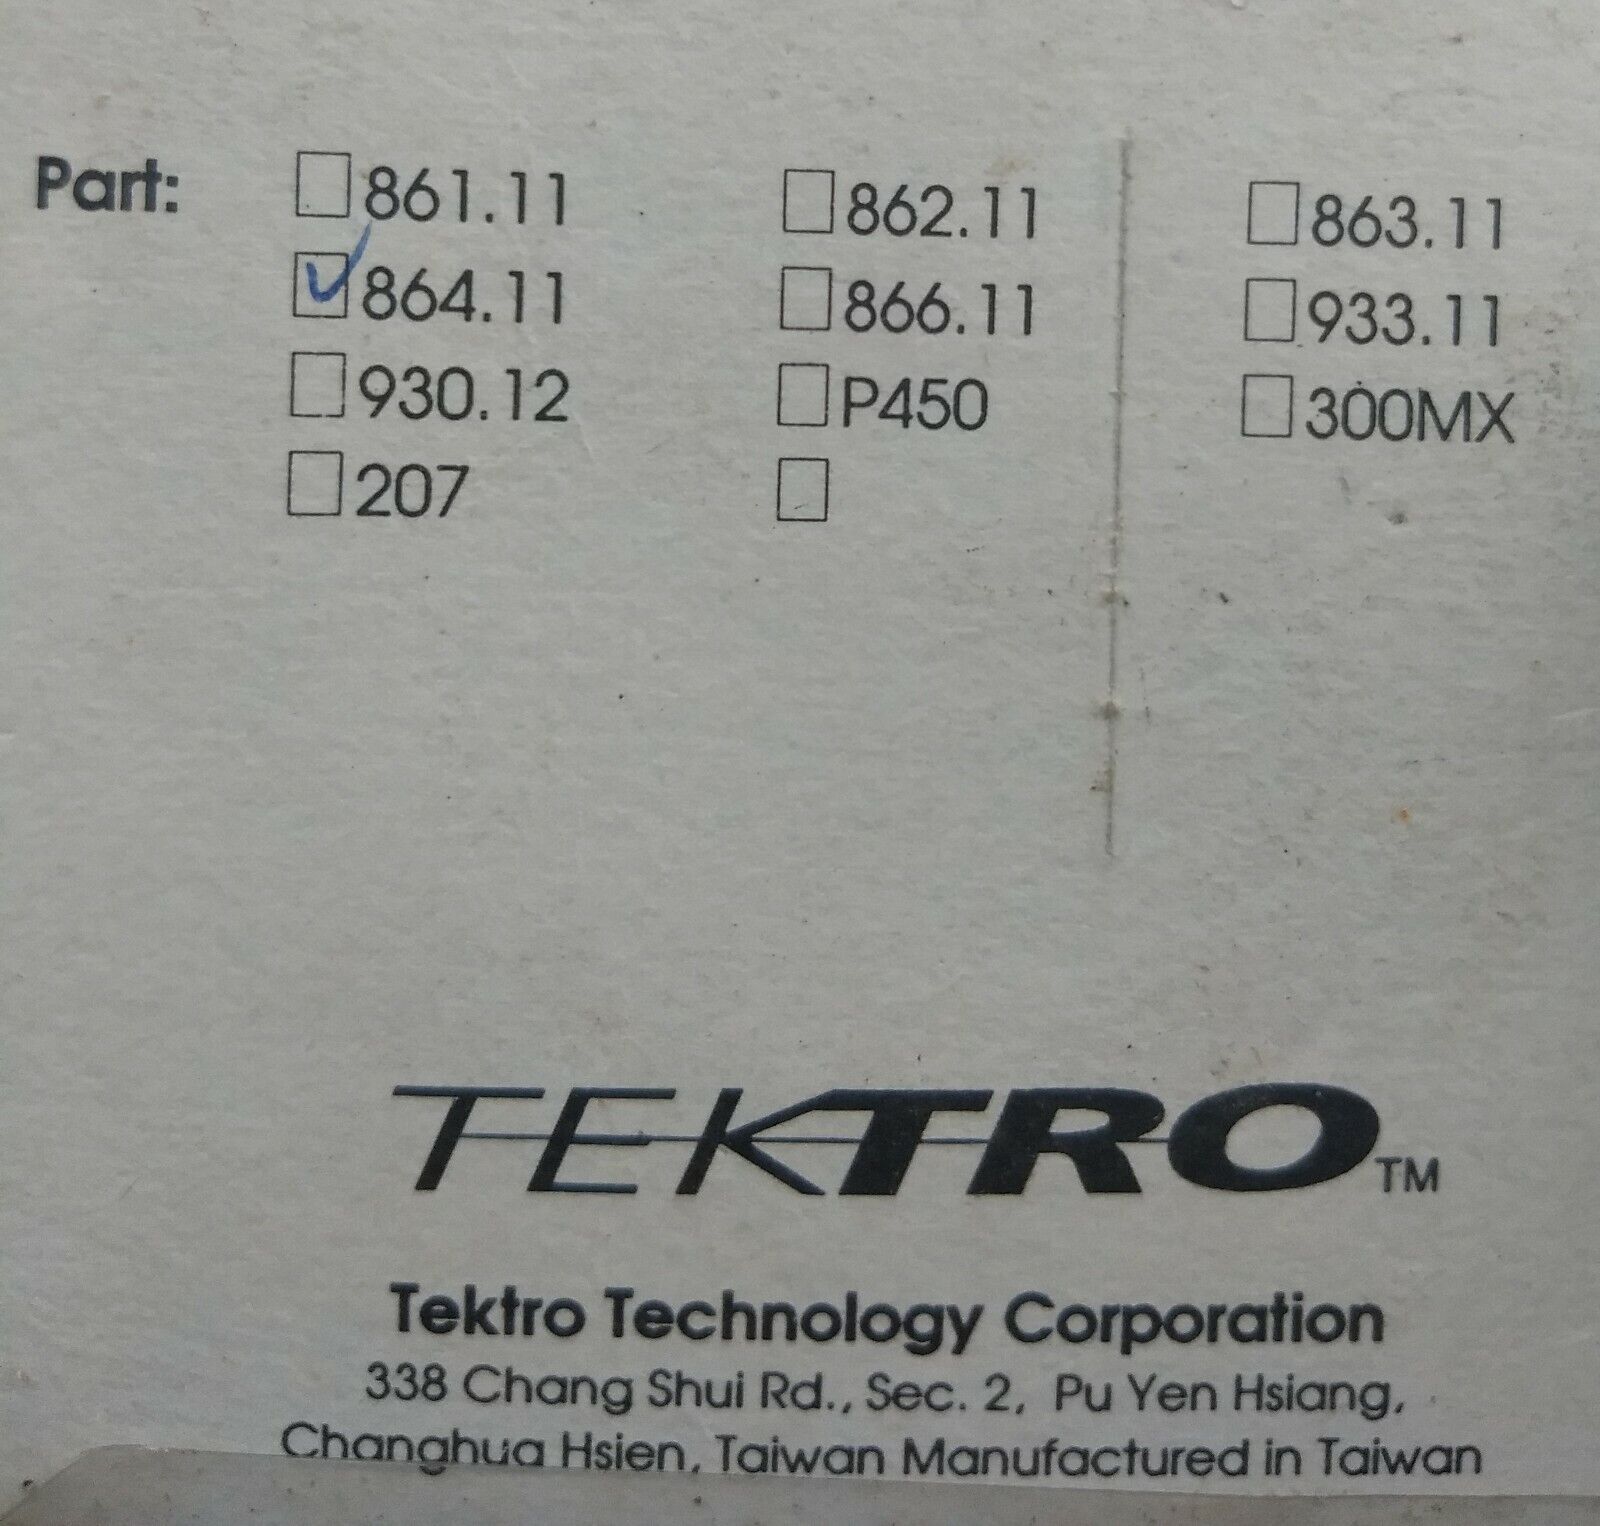 Part: 861.11 862.11 863.11
864.11 866.11 933.11
930.12 P450 300MX
207
TEKTRO TM
Tektro Technology Corporation
338 Chang Shui Rd., Sec. 2, Pu Yen Hsiang,
Changhua Hsien, Taiwan Manufactured in Taiwan